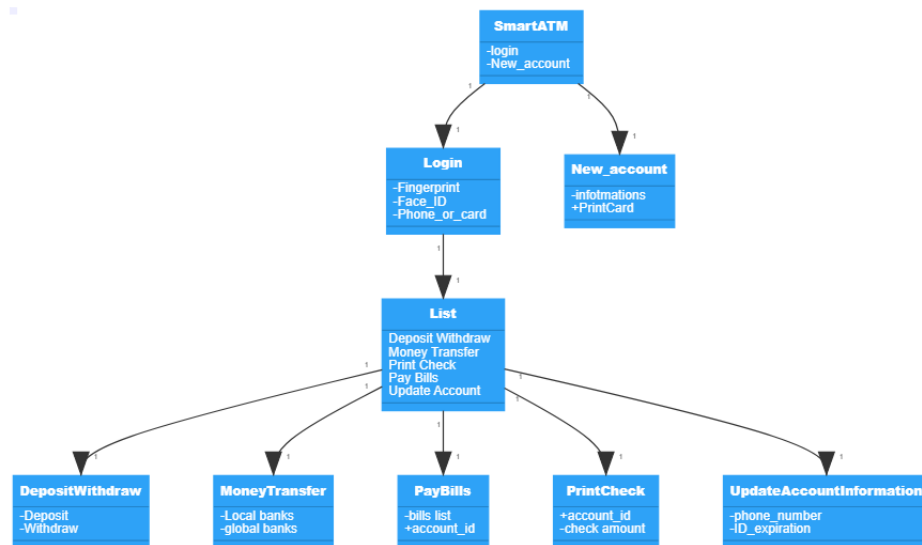 SmartATM
-login
-New_account
1
1
1
1
Login
-Fingerprint
-Face_ID
-Phone_or_card
New_account
-infotmations
+PrintCard
1
1
List
Deposit Withdraw
Money Transfer
Print Check
Pay Bills
Update Account
1
1
1
1
1
1
1
1
1
1
DepositWithdraw
-Deposit
-Withdraw
MoneyTransfer
-Local banks
-global banks
PayBills
-bills list
+account_id
PrintCheck
+account_id
-check amount
UpdateAccountInformation
-phone_number
-ID_expiration